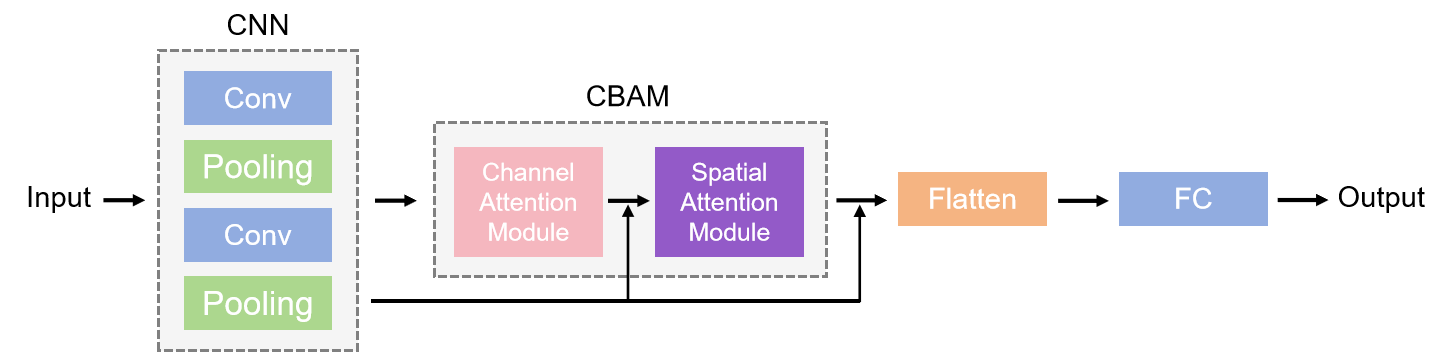 CNN
Conv
Pooling
Conv
Pooling
Input
CBAM
Channel
Attention
Module
Spatial
Attention
Module
Flatten
FC
Output